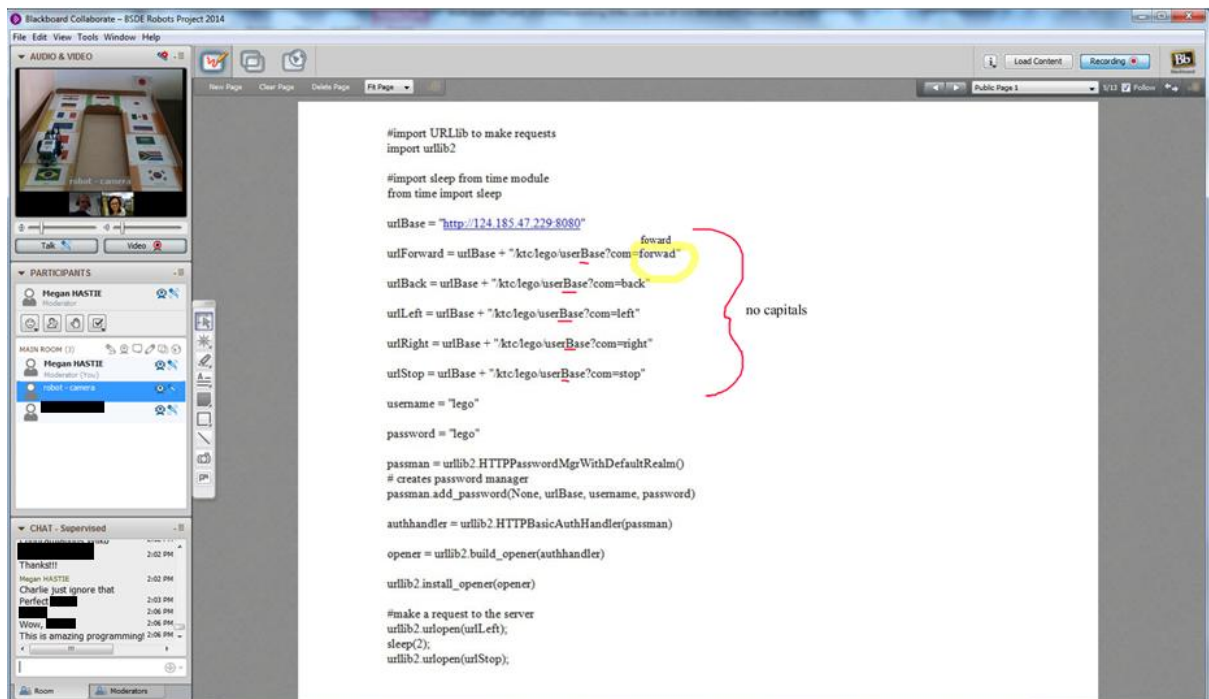 Blackboard Collaborate – BSDE Robots Project 2014
File Edit View Tools Window Help
AUDIO & VIDEO
robot - camera
Talk
Video
PARTICIPANTS
Megan HASTIE
Moderator
MAIN ROOM (3)
Megan HASTIE
Moderator (You)
robot - camera
CHAT - Supervised
2:02 PM
Thanks!!!
Megan HASTIE 2:02 PM
Charlie just ignore that
Perfect 2:03 PM
2:06 PM
Wow, 2:06 PM
This is amazing programming! 2:06 PM
Room Moderators
Load Content Recording Bb
New Page Clear Page Delete Page Fit Page Public Page 1 5/13 Follow
#import URLlib to make requests
import urllib2
#import sleep from time module
from time import sleep
urlBase = "http://124.185.47.229:8080"
foward
urlForward = urlBase + "/ktc/lego/userBase?com=forwad"
urlBack = urlBase + "/ktc/lego/userBase?com=back"
urlLeft = urlBase + "/ktc/lego/userBase?com=left"
no capitals
urlRight = urlBase + "/ktc/lego/userBase?com=right"
urlStop = urlBase + "/ktc/lego/userBase?com=stop"
username = "lego"
password = "lego"
passman = urllib2.HTTPPasswordMgrWithDefaultRealm()
# creates password manager
passman.add_password(None, urlBase, username, password)
authhandler = urllib2.HTTPBasicAuthHandler(passman)
opener = urllib2.build_opener(authhandler)
urllib2.install_opener(opener)
#make a request to the server
urllib2.urlopen(urlLeft);
sleep(2);
urllib2.urlopen(urlStop);